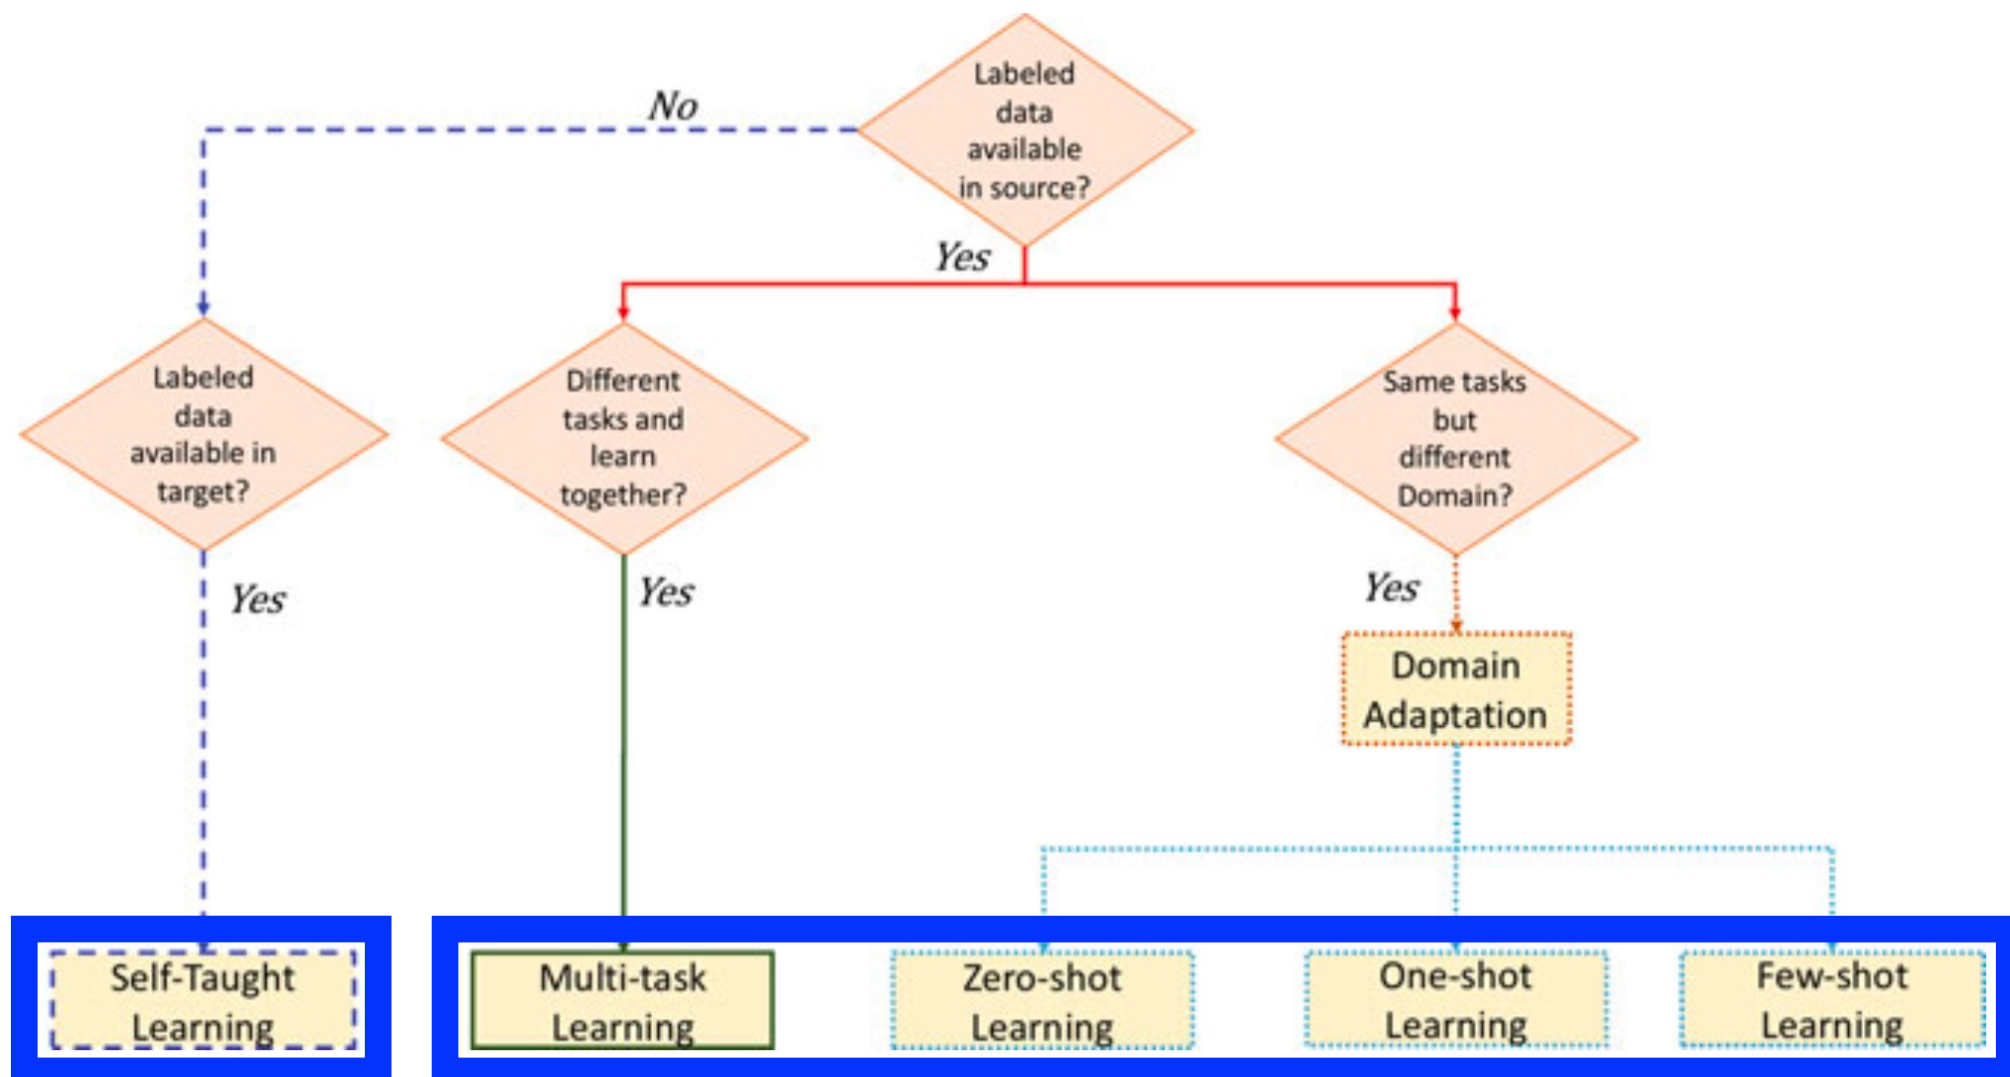 Labeled
data
available
in source?
No
Yes
Labeled
data
available in
target?
Different
tasks and
learn
together?
Same tasks
but
different
Domain?
Yes
Yes
Yes
Domain
Adaptation
Self-Taught
Learning
Multi-task
Learning
Zero-shot
Learning
One-shot
Learning
Few-shot
Learning